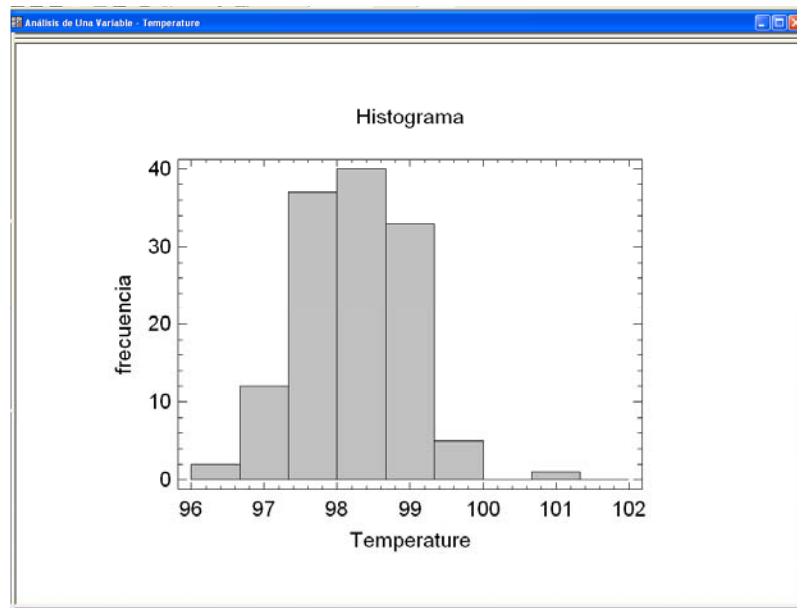 Análisis de Una Variable - Temperature
Histograma
40
30
20
10
0
frecuencia
96 97 98 99 100 101 102
Temperature